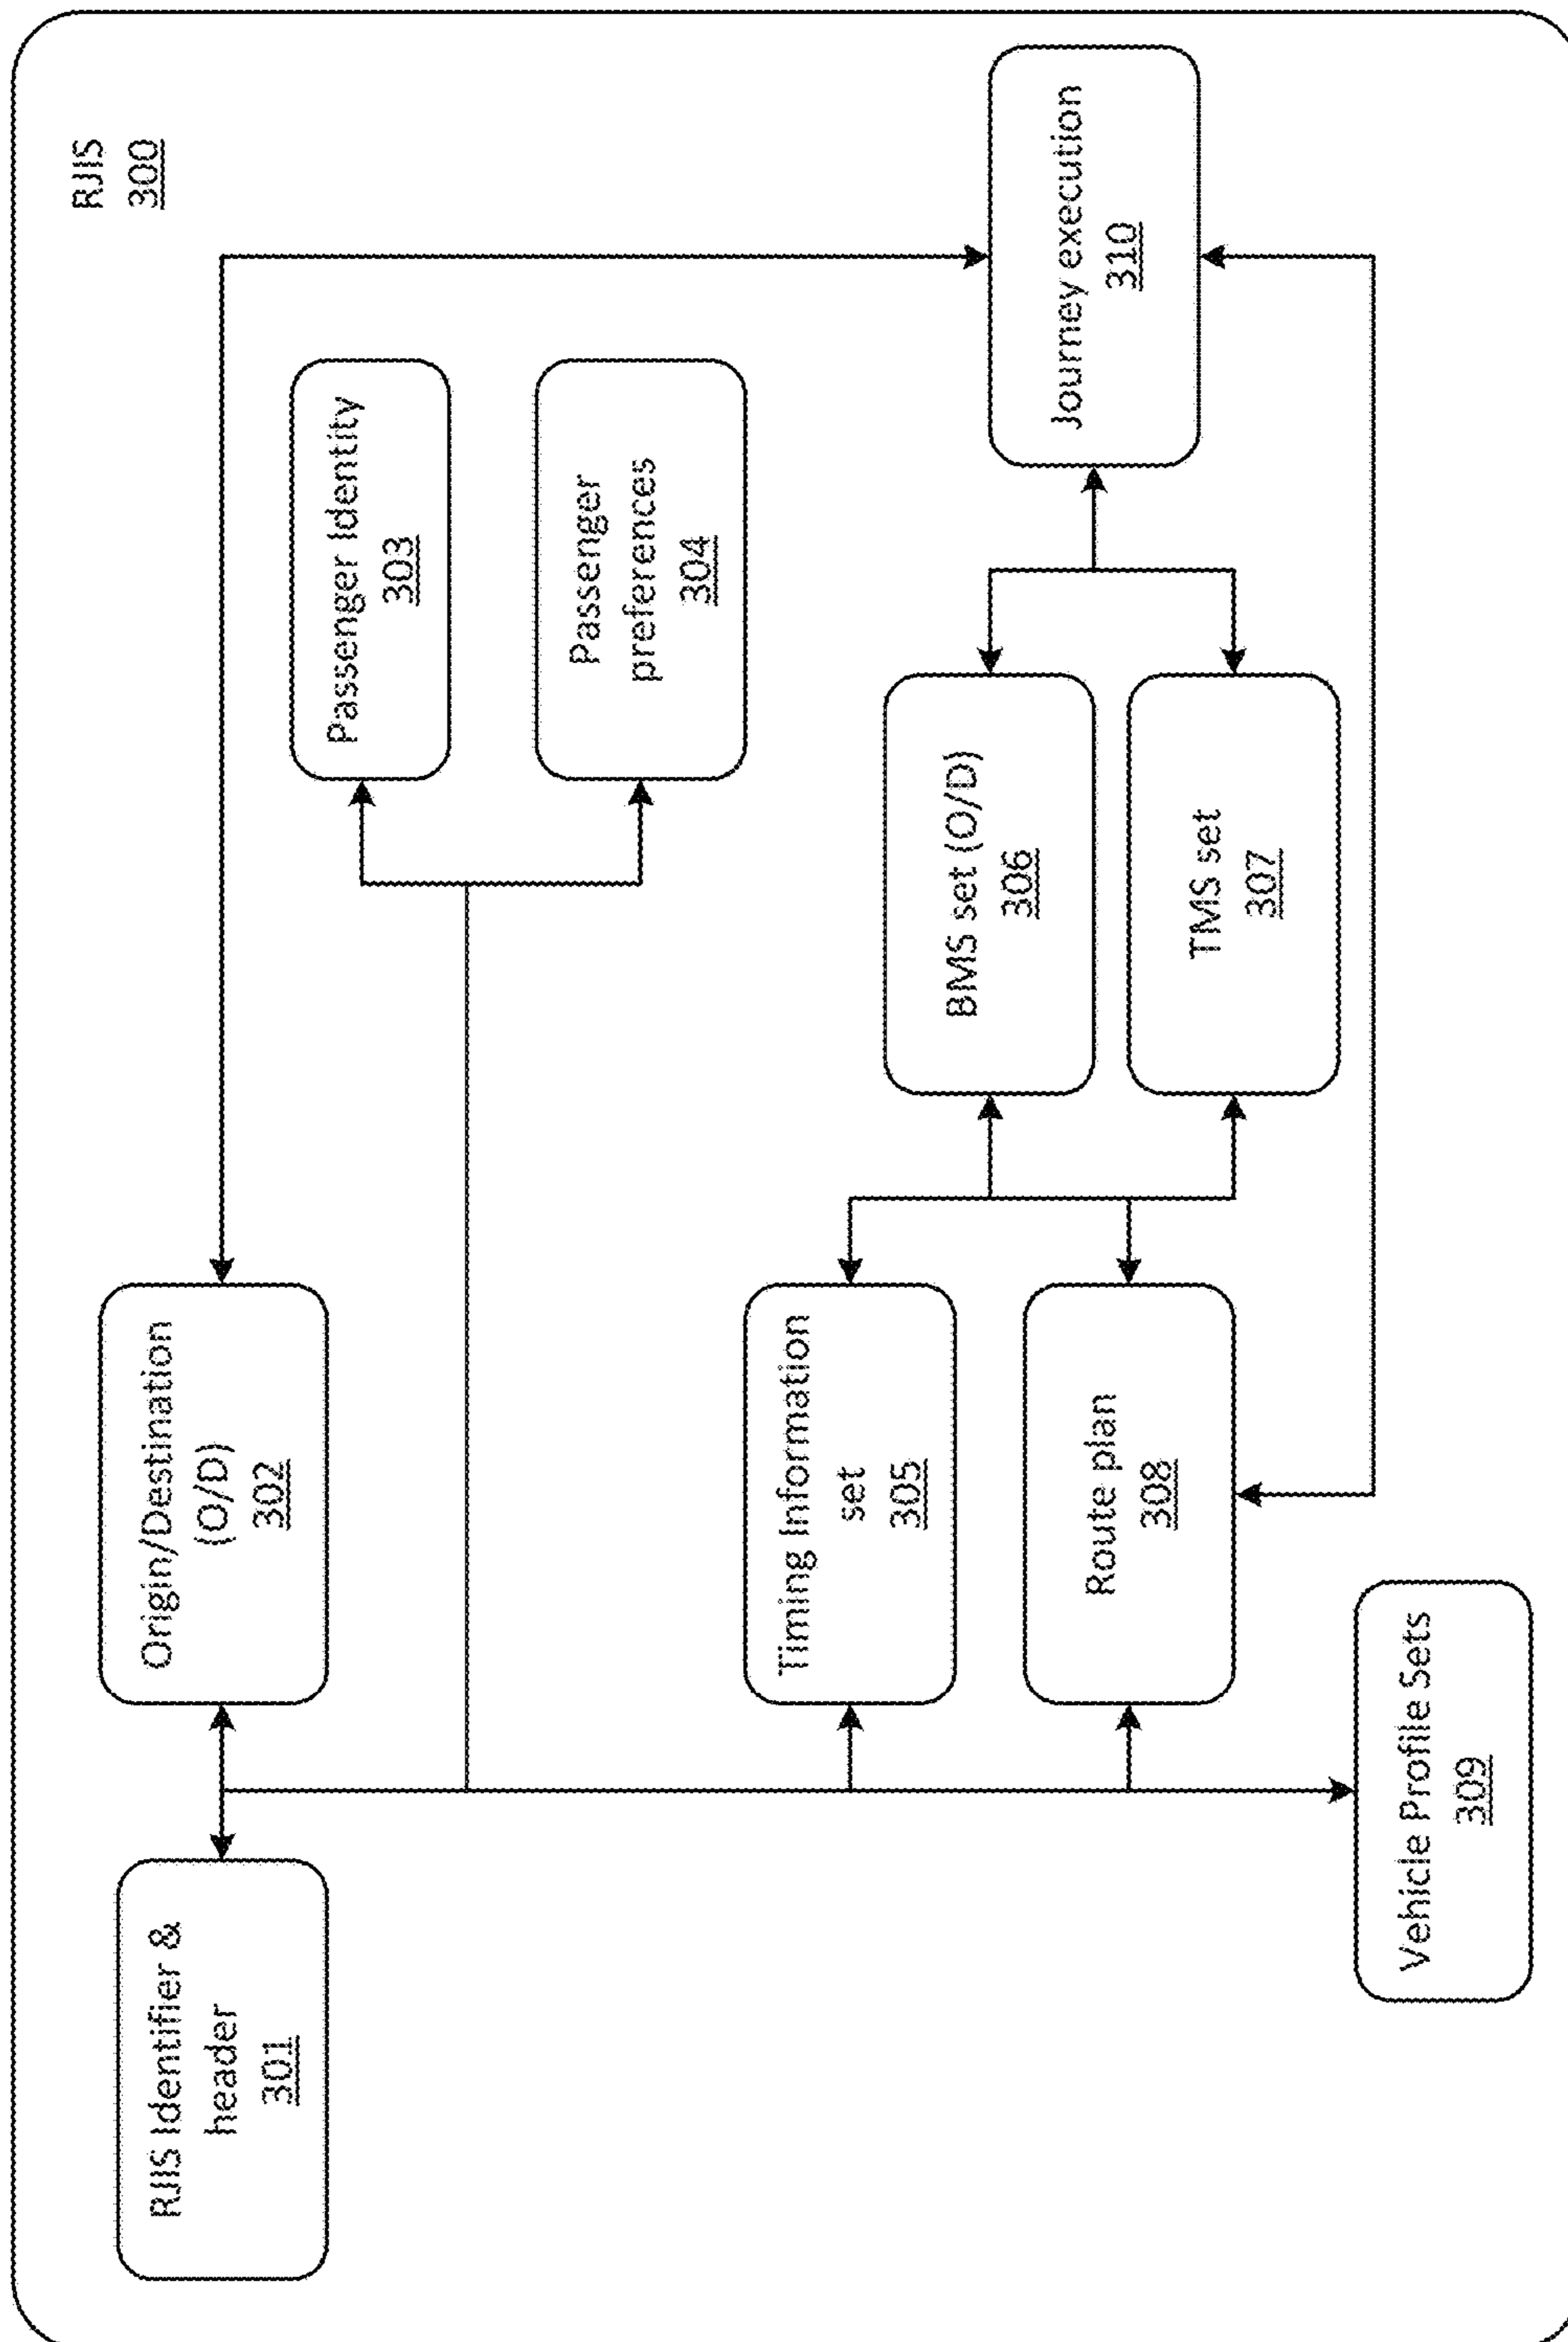 RJIS
300
RJIS Identifier &
header
301
Origin/Destination
(O/D)
302
Passenger Identity
303
Passenger
preferences
304
Timing Information
set
305
BMS set (O/D)
306
Journey execution
310
Route plan
308
TMS set
307
Vehicle Profile Sets
309